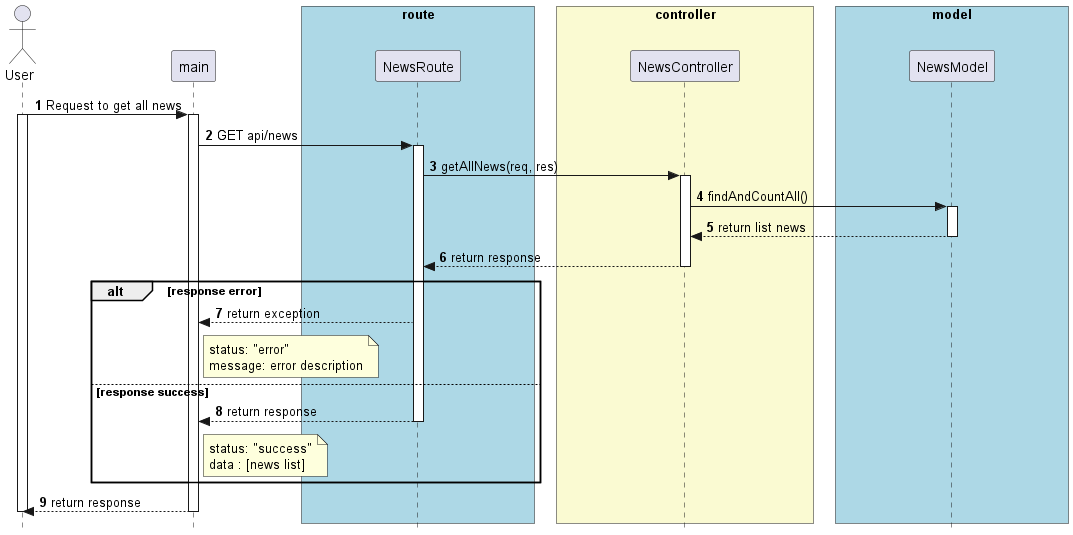 route
controller
model
User
main
NewsRoute
NewsController
NewsModel
1 Request to get all news
2 GET api/news
3 getAllNews(req, res)
4 findAndCountAll()
5 return list news
6 return response
alt [response error]
7 return exception
status: "error"
message: error description
[response success]
8 return response
status: "success"
data : [news list]
9 return response